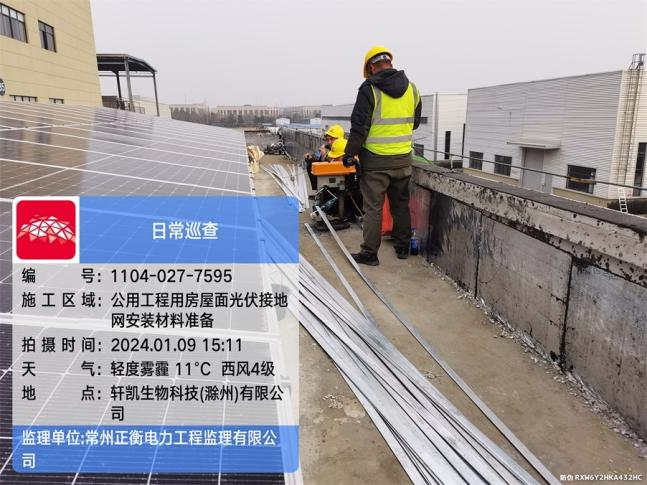 日常巡查
编 号: 1104-027-7595
施工区域: 公用工程用房屋面光伏接地
网安装材料准备
拍摄时间: 2024.01.09 15:11
天 气: 轻度雾霾 11°C 西风4级
地 点: 轩凯生物科技(滁州)有限公
司
监理单位:常州正衡电力工程监理有限公
司
防伪 RXW6Y2HKA432HC